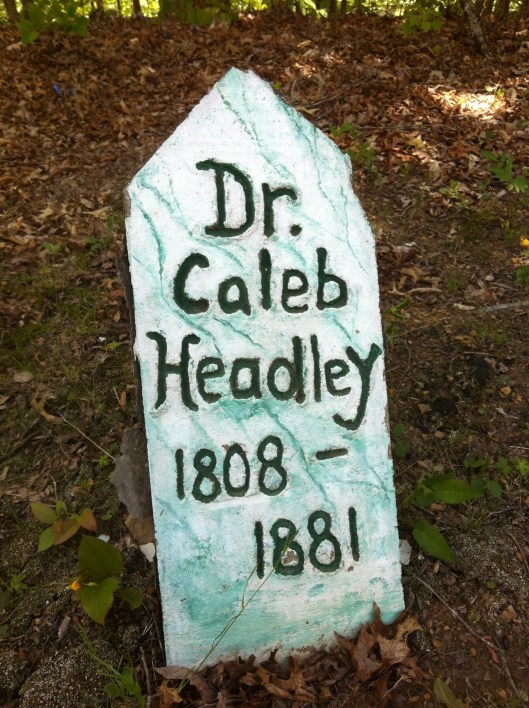 Dr.
Caleb
Headley
1808 –
1881